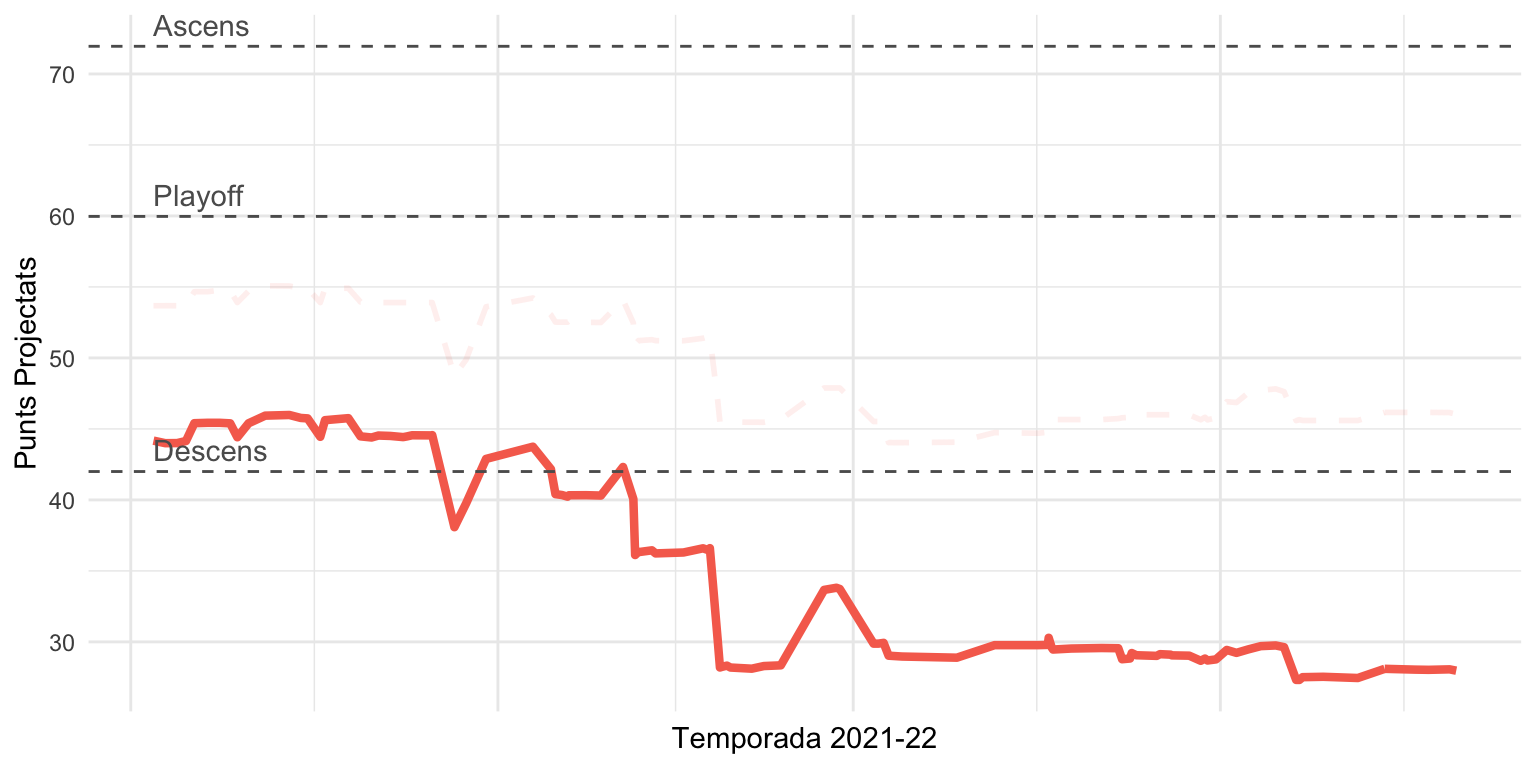 Ascens
70
Playoff
60
50
Descens
40
30
Punts Projectats
Temporada 2021-22